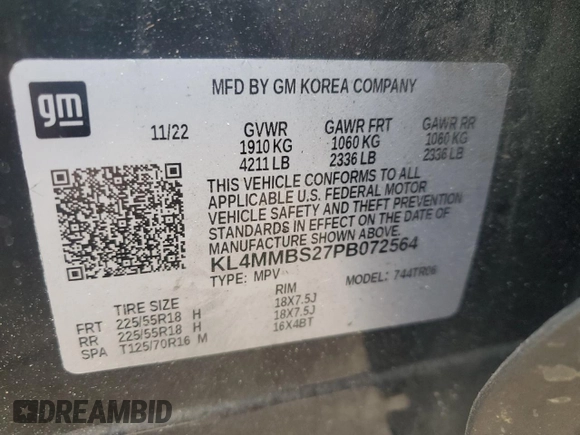 gm
MFD BY GM KOREA COMPANY
11/22 GVWR GAWR FRT GAWR RR
1910 KG 1060 KG 1060 KG
4211 LB 2336 LB 2336 LB
THIS VEHICLE CONFORMS TO ALL
APPLICABLE U.S. FEDERAL MOTOR
VEHICLE SAFETY AND THEFT PREVENTION
STANDARDS IN EFFECT ON THE DATE OF
MANUFACTURE SHOWN ABOVE.
KL4MMBS27PB072564
TYPE: MPV MODEL: 744TR06
TIRE SIZE RIM
FRT 225/55R18 H 18X7.5J
RR 225/55R18 H 18X7.5J
SPA T125/70R16 M 16X4BT
DREAMBID